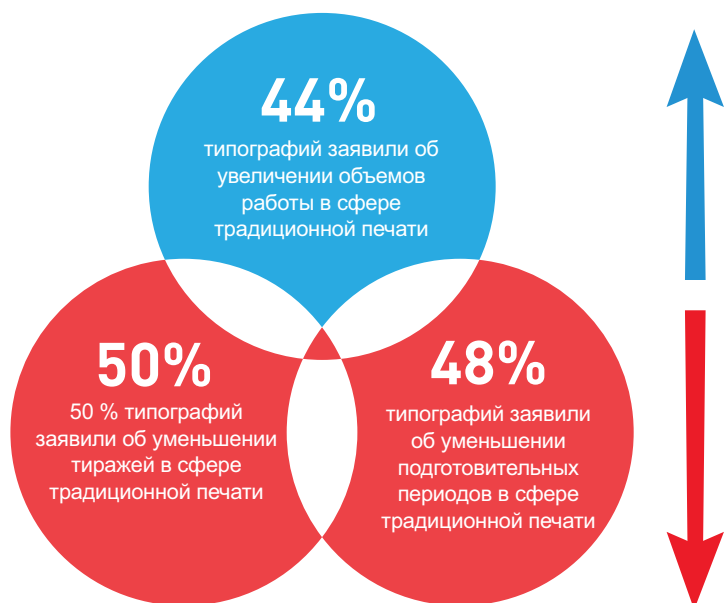 44%
типографий заявили об
увеличении объемов
работы в сфере
традиционной печати
50%
50 % типографий
заявили об уменьшении
тиражей в сфере
традиционной печати
48%
типографий заявили
об уменьшении
подготовительных
периодов в сфере
традиционной печати